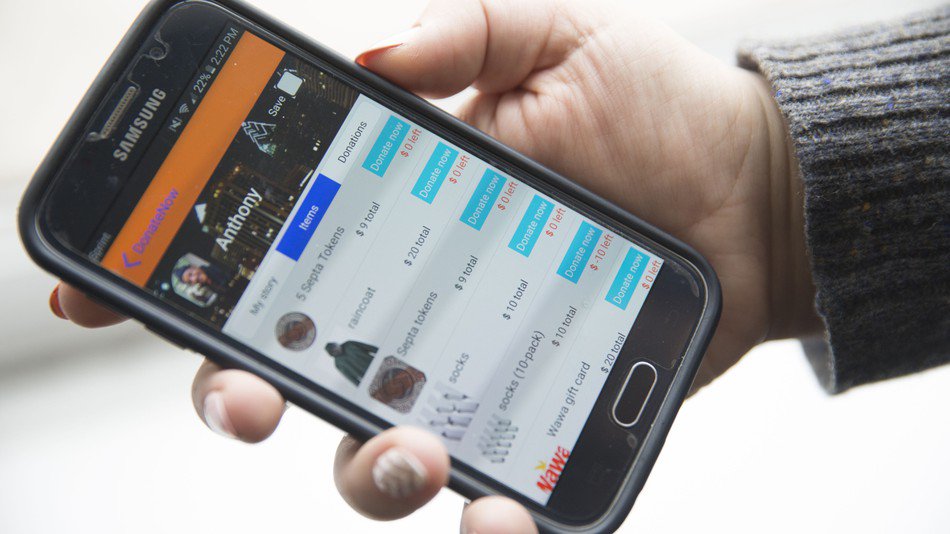 SAMSUNG
Sprint 22% 2:22 PM
DonateNow
Anthony
Save
My story Items Donations
5 Septa Tokens $ 9 total Donate now $ 0 left
raincoat $ 20 total Donate now $ 0 left
Septa tokens $ 9 total Donate now $ 0 left
socks $ 10 total Donate now $ 0 left
socks (10-pack) $ 10 total Donate now $ -10 left
Wawa
Wawa gift card $ 20 total Donate now $ 0 left